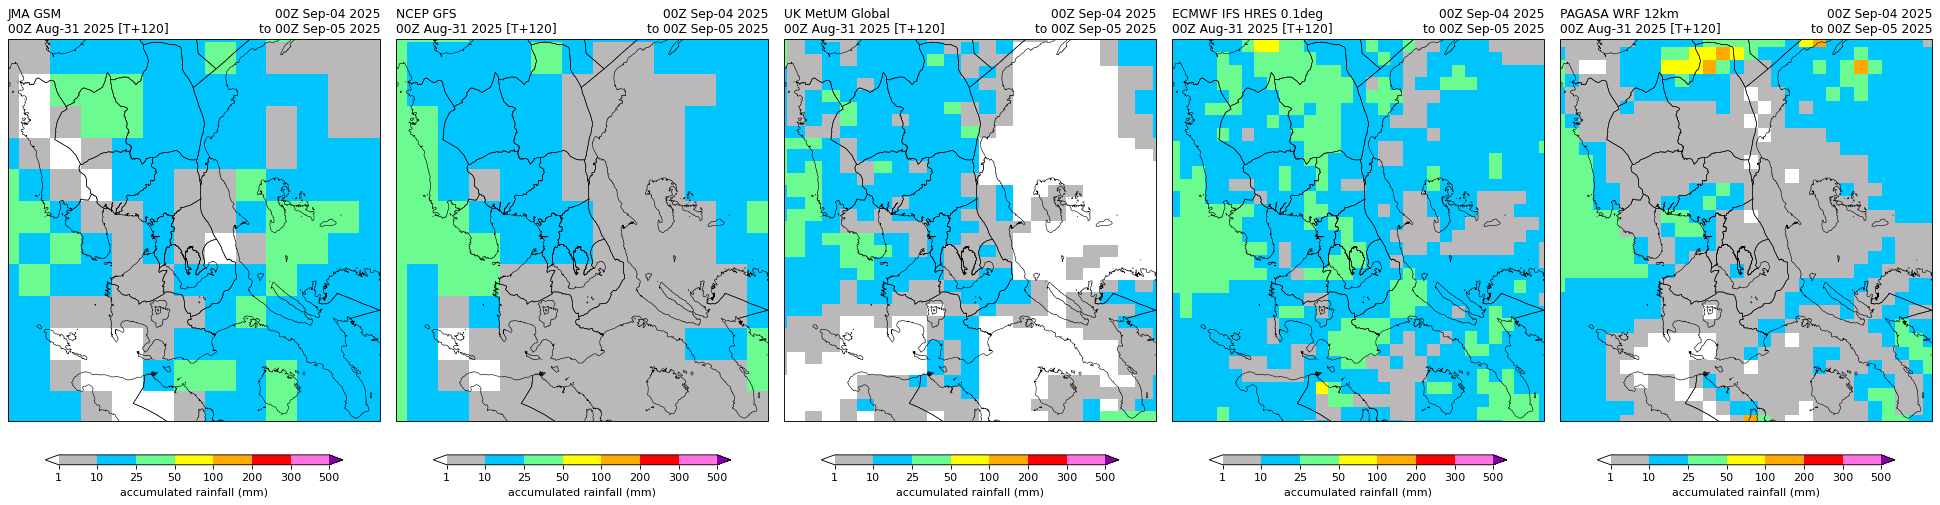 JMA GSM 00Z Sep-04 2025
00Z Aug-31 2025 [T+120] to 00Z Sep-05 2025
NCEP GFS 00Z Sep-04 2025
00Z Aug-31 2025 [T+120] to 00Z Sep-05 2025
UK MetUM Global 00Z Sep-04 2025
00Z Aug-31 2025 [T+120] to 00Z Sep-05 2025
ECMWF IFS HRES 0.1deg 00Z Sep-04 2025
00Z Aug-31 2025 [T+120] to 00Z Sep-05 2025
PAGASA WRF 12km 00Z Sep-04 2025
00Z Aug-31 2025 [T+120] to 00Z Sep-05 2025
1 10 25 50 100 200 300 500
accumulated rainfall (mm)
1 10 25 50 100 200 300 500
accumulated rainfall (mm)
1 10 25 50 100 200 300 500
accumulated rainfall (mm)
1 10 25 50 100 200 300 500
accumulated rainfall (mm)
1 10 25 50 100 200 300 500
accumulated rainfall (mm)